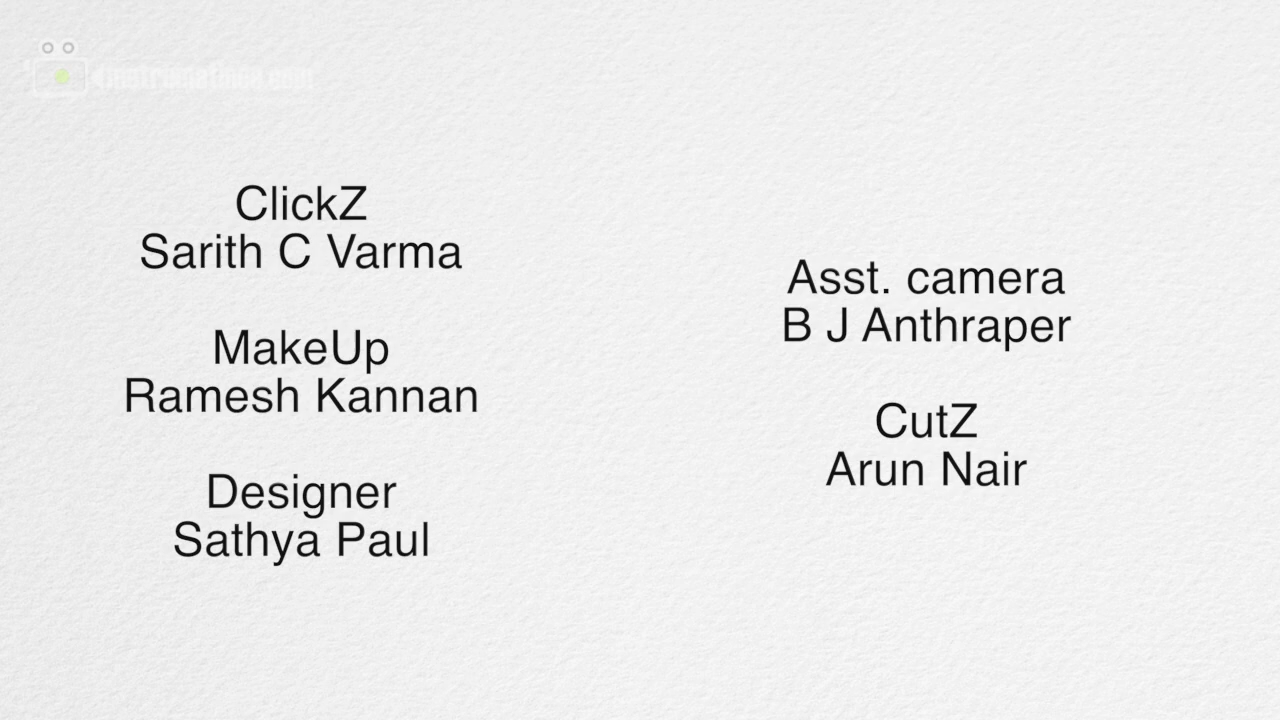 ClickZ
Sarith C Varma
MakeUp
Ramesh Kannan
Designer
Sathya Paul
Asst. camera
B J Anthraper
CutZ
Arun Nair